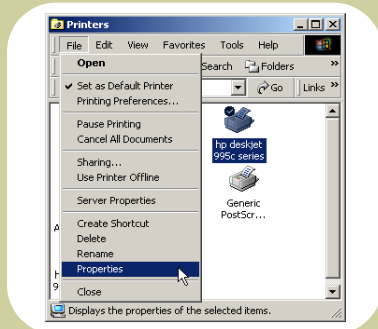 Printers
File Edit View Favorites Tools Help
Open
Search Folders »
Set as Default Printer
Printing Preferences...
Go Links »
Pause Printing
Cancel All Documents
Sharing...
Use Printer Offline
hp deskjet
995c series
Server Properties
Generic
PostScr...
Create Shortcut
Delete
Rename
Properties
Close
Displays the properties of the selected items.